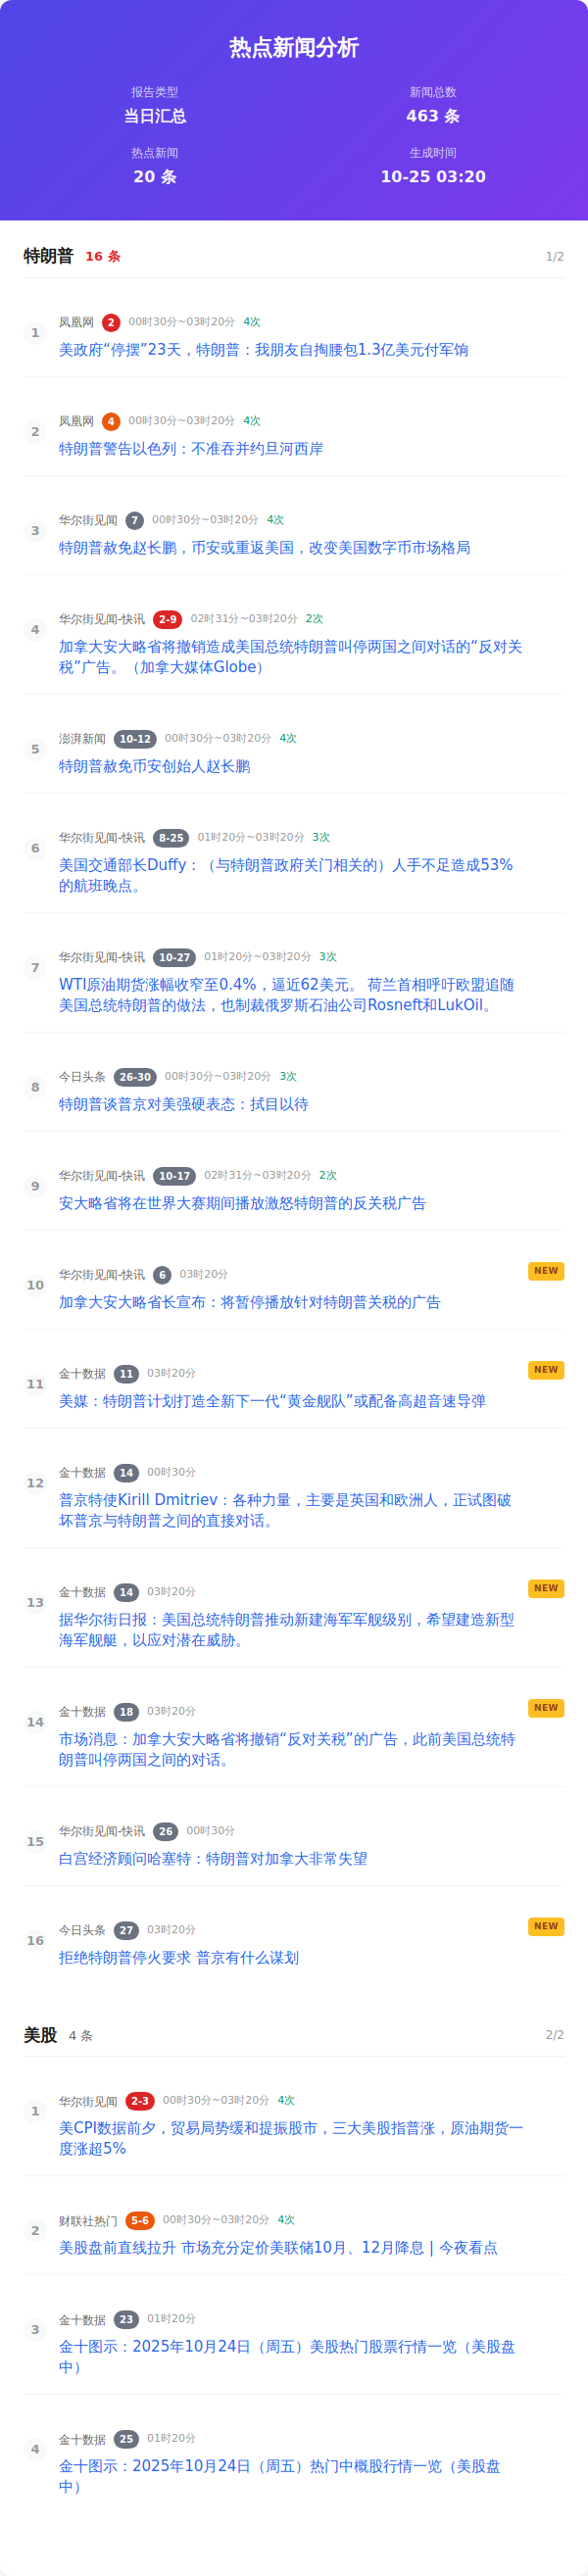 热点新闻分析
报告类型
当日汇总
新闻总数
463 条
热点新闻
20 条
生成时间
10-25 03:20
特朗普 16 条 1/2
1
凤凰网 2 00时30分~03时20分 4次
美政府“停摆”23天，特朗普：我朋友自掏腰包1.3亿美元付军饷
2
凤凰网 4 00时30分~03时20分 4次
特朗普警告以色列：不准吞并约旦河西岸
3
华尔街见闻 7 00时30分~03时20分 4次
特朗普赦免赵长鹏，币安或重返美国，改变美国数字币市场格局
4
华尔街见闻-快讯 2-9 02时31分~03时20分 2次
加拿大安大略省将撤销造成美国总统特朗普叫停两国之间对话的“反对关
税”广告。（加拿大媒体Globe）
5
澎湃新闻 10-12 00时30分~03时20分 4次
特朗普赦免币安创始人赵长鹏
6
华尔街见闻-快讯 8-25 01时20分~03时20分 3次
美国交通部长Duffy：（与特朗普政府关门相关的）人手不足造成53%
的航班晚点。
7
华尔街见闻-快讯 10-27 01时20分~03时20分 3次
WTI原油期货涨幅收窄至0.4%，逼近62美元。 荷兰首相呼吁欧盟追随
美国总统特朗普的做法，也制裁俄罗斯石油公司Rosneft和LukOil。
8
今日头条 26-30 00时30分~03时20分 3次
特朗普谈普京对美强硬表态：拭目以待
9
华尔街见闻-快讯 10-17 02时31分~03时20分 2次
安大略省将在世界大赛期间播放激怒特朗普的反关税广告
10
华尔街见闻-快讯 6 03时20分 NEW
加拿大安大略省长宣布：将暂停播放针对特朗普关税的广告
11
金十数据 11 03时20分 NEW
美媒：特朗普计划打造全新下一代“黄金舰队”或配备高超音速导弹
12
金十数据 14 00时30分
普京特使Kirill Dmitriev：各种力量，主要是英国和欧洲人，正试图破
坏普京与特朗普之间的直接对话。
13
金十数据 14 03时20分 NEW
据华尔街日报：美国总统特朗普推动新建海军军舰级别，希望建造新型
海军舰艇，以应对潜在威胁。
14
金十数据 18 03时20分 NEW
市场消息：加拿大安大略省将撤销“反对关税”的广告，此前美国总统特
朗普叫停两国之间的对话。
15
华尔街见闻-快讯 26 00时30分
白宫经济顾问哈塞特：特朗普对加拿大非常失望
16
今日头条 27 03时20分 NEW
拒绝特朗普停火要求 普京有什么谋划
美股 4 条 2/2
1
华尔街见闻 2-3 00时30分~03时20分 4次
美CPI数据前夕，贸易局势缓和提振股市，三大美股指普涨，原油期货一
度涨超5%
2
财联社热门 5-6 00时30分~03时20分 4次
美股盘前直线拉升 市场充分定价美联储10月、12月降息 | 今夜看点
3
金十数据 23 01时20分
金十图示：2025年10月24日（周五）美股热门股票行情一览（美股盘
中）
4
金十数据 25 01时20分
金十图示：2025年10月24日（周五）热门中概股行情一览（美股盘
中）